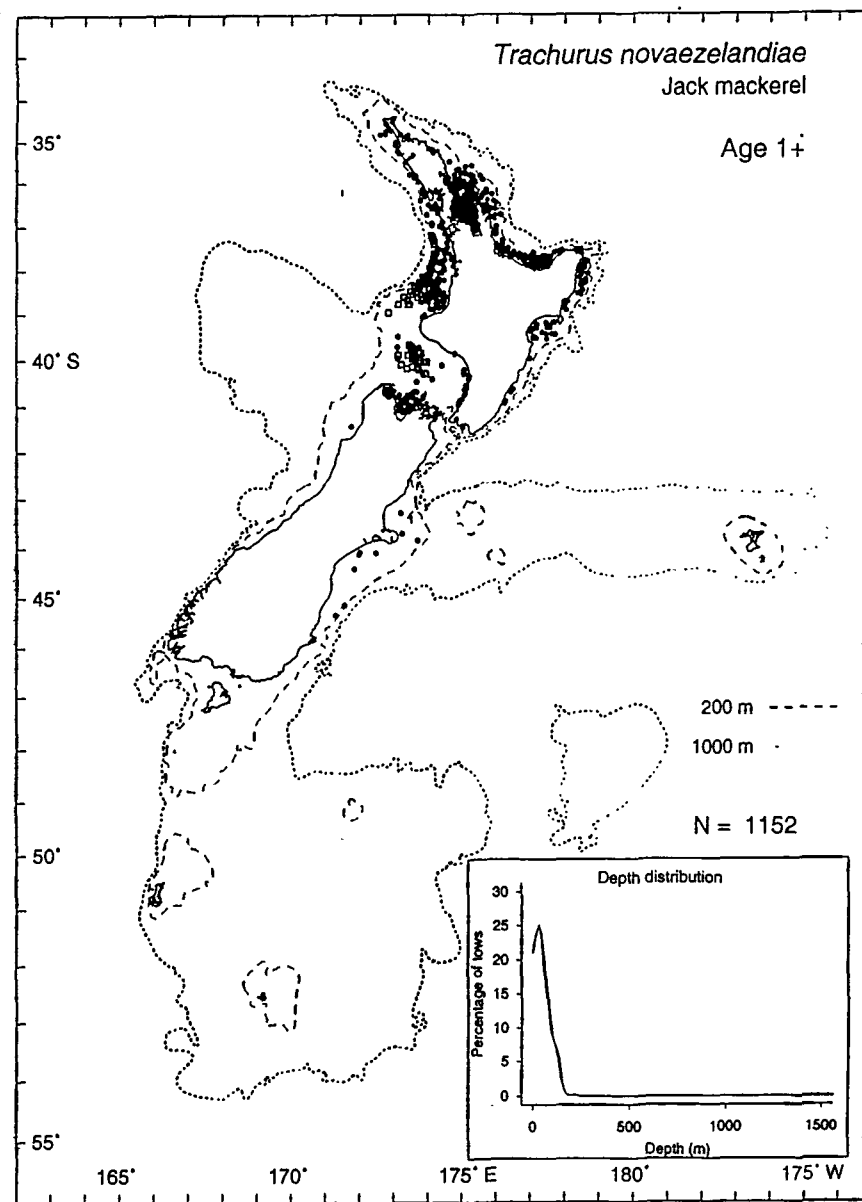 Trachurus novaezelandiae
Jack mackerel
Age 1+
35°
40° S
45°
50°
55°
200 m
1000 m
N = 1152
Depth distribution
Percentage of tows
30
25
20
15
10
5
0
0 500 1000 1500
Depth (m)
165° 170° 175° E 180° 175° W